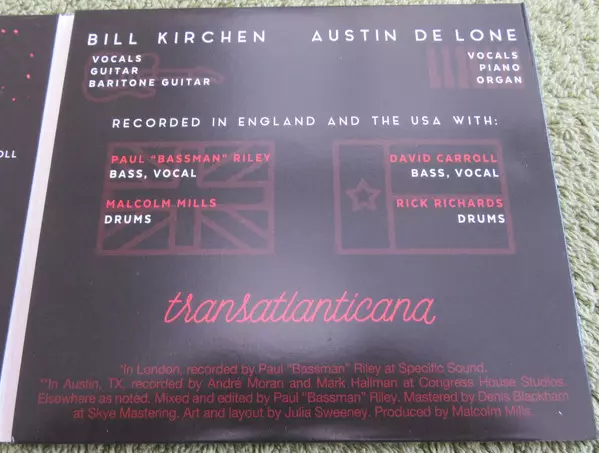 BILL KIRCHEN AUSTIN DE LONE
VOCALS VOCALS
GUITAR PIANO
BARITONE GUITAR ORGAN
OLL
RECORDED IN ENGLAND AND THE USA WITH:
PAUL "BASSMAN" RILEY DAVID CARROLL
BASS, VOCAL BASS, VOCAL
MALCOLM MILLS RICK RICHARDS
DRUMS DRUMS
transatlanticana
*In London, recorded by Paul "Bassman" Riley at Specific Sound.
**In Austin, TX, recorded by André Moran and Mark Hallman at Congress House Studios.
Elsewhere as noted. Mixed and edited by Paul "Bassman" Riley. Mastered by Denis Blackham
at Skye Mastering. Art and layout by Julia Sweeney. Produced by Malcolm Mills.